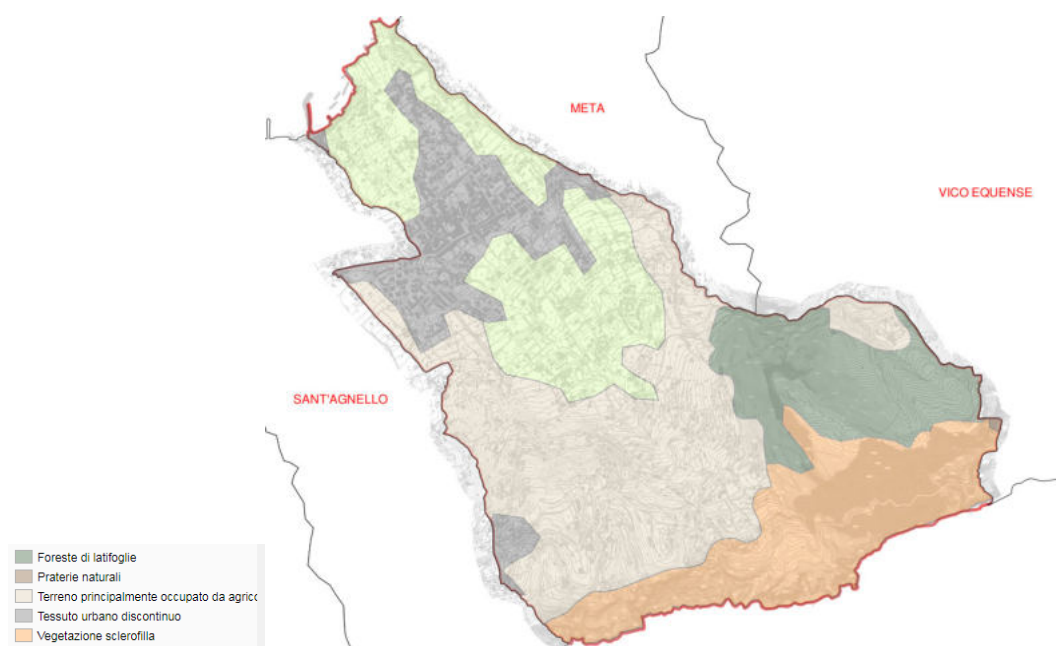 META
VICO EQUENSE
SANT'AGNELLO
Foreste di latifoglie
Praterie naturali
Terreno principalmente occupato da agricc
Tessuto urbano discontinuo
Vegetazione sclerofilla